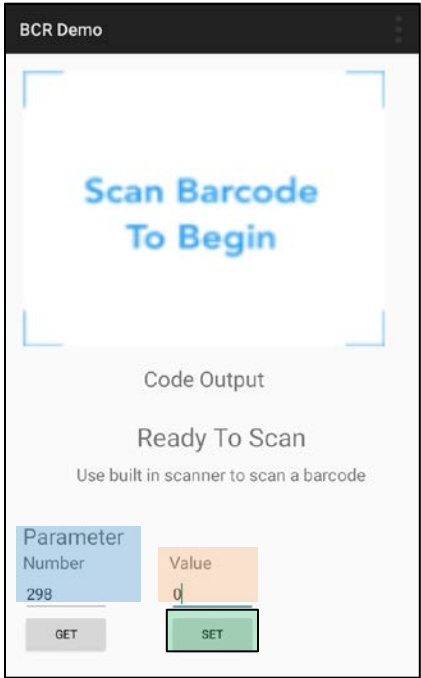 BCR Demo
Scan Barcode
To Begin
Code Output
Ready To Scan
Use built in scanner to scan a barcode
Parameter
Number Value
298 0
GET SET